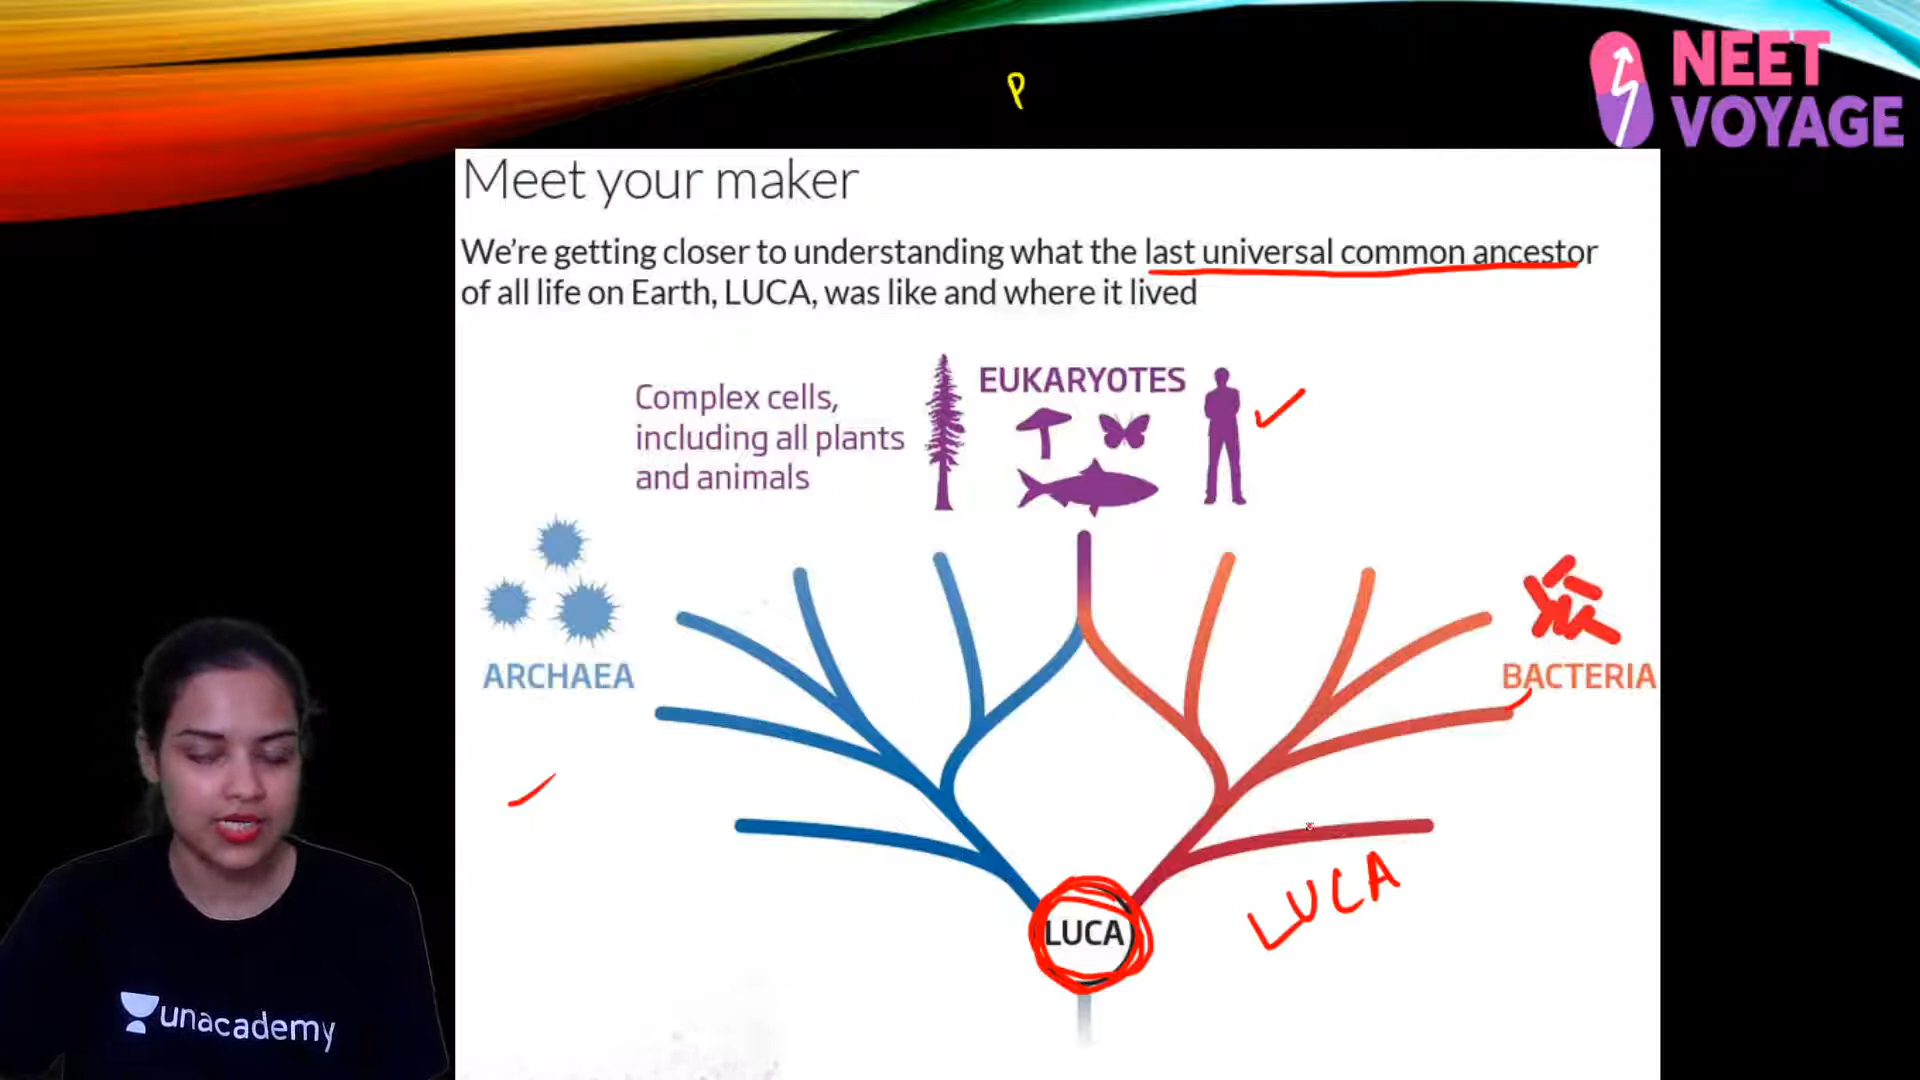 P
NEET
VOYAGE
Meet your maker
We're getting closer to understanding what the last universal common ancestor
of all life on Earth, LUCA, was like and where it lived
EUKARYOTES
Complex cells,
including all plants
and animals
ARCHAEA
BACTERIA
LUCA
LUCA
unacademy